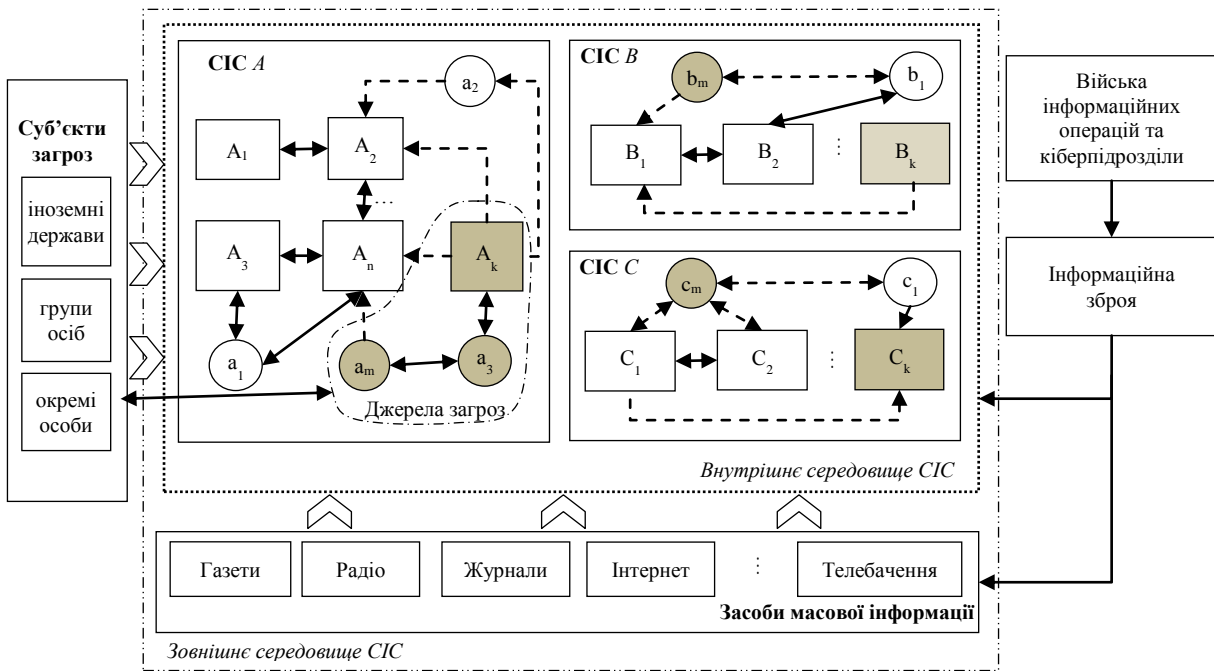 Суб’єкти
загроз
іноземні
держави
групи
осіб
окремі
особи
СІС A
a2
A1
A2
...
A3
An
Ak
a1
am
a3
Джерела загроз
СІС B
bm
b1
B1
B2
...
Bk
СІС C
cm
c1
C1
C2
...
Ck
Внутрішнє середовище СІС
Війська
інформаційних
операцій та
кіберпідрозділи
Інформаційна
зброя
Газети
Радіо
Журнали
Інтернет
...
Телебачення
Засоби масової інформації
Зовнішнє середовище СІС